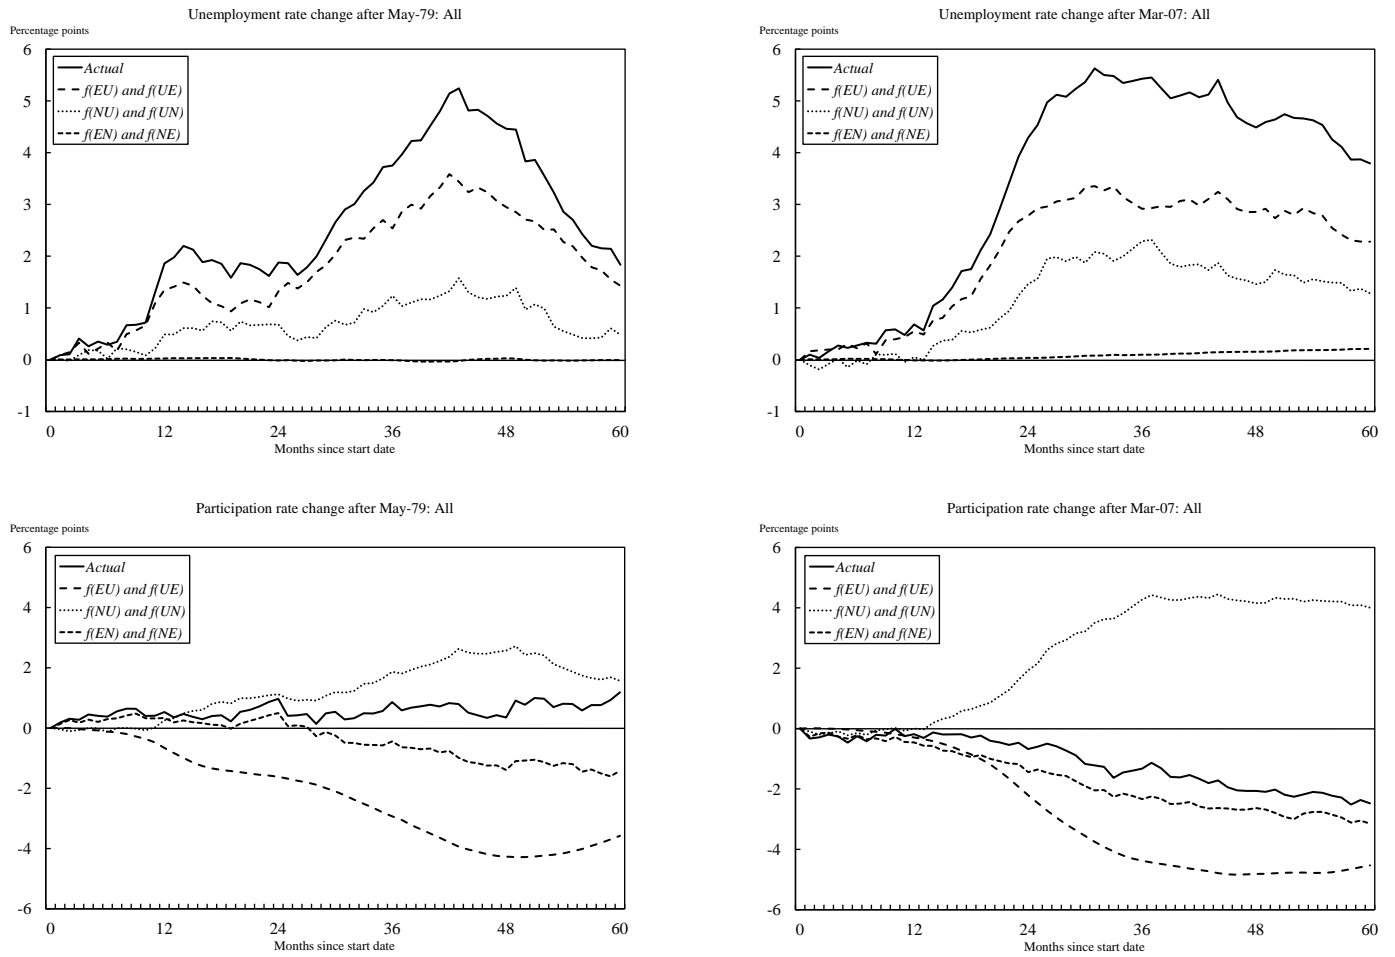 Unemployment rate change after May-79: All
Percentage points
6
5
4
3
2
1
0
-1
Actual
f(EU) and f(UE)
f(NU) and f(UN)
f(EN) and f(NE)
0 12 24 36 48 60
Months since start date
Unemployment rate change after Mar-07: All
Percentage points
6
5
4
3
2
1
0
-1
Actual
f(EU) and f(UE)
f(NU) and f(UN)
f(EN) and f(NE)
0 12 24 36 48 60
Months since start date
Participation rate change after May-79: All
Percentage points
6
4
2
0
-2
-4
-6
Actual
f(EU) and f(UE)
f(NU) and f(UN)
f(EN) and f(NE)
0 12 24 36 48 60
Months since start date
Participation rate change after Mar-07: All
Percentage points
6
4
2
0
-2
-4
-6
Actual
f(EU) and f(UE)
f(NU) and f(UN)
f(EN) and f(NE)
0 12 24 36 48 60
Months since start date